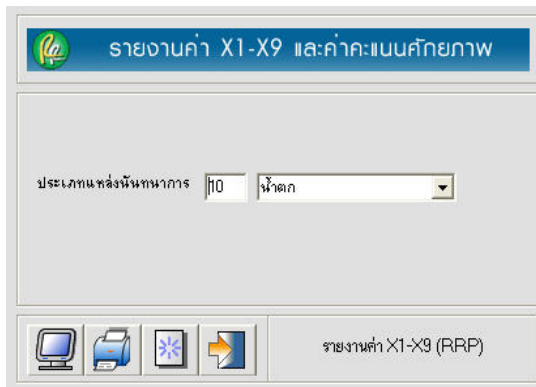 รายงานค่า X1-X9 และค่าคะแนนศักยภาพ
ประเภทแหล่งนันทนาการ 10 น้ำตก
รายงานค่า X1-X9 (RRP)